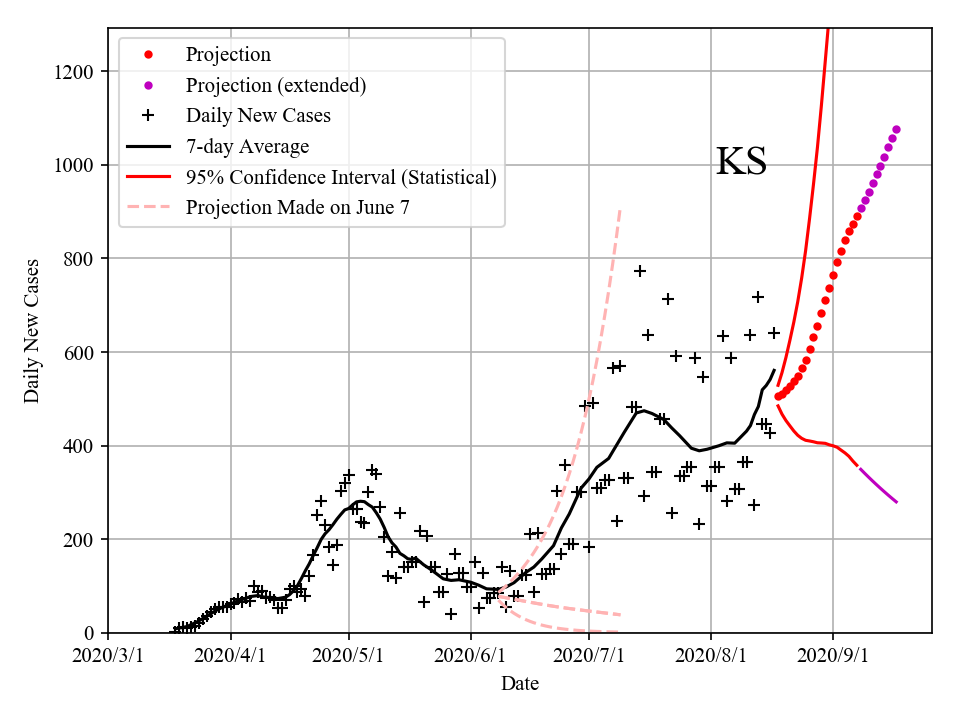 1200
1000
800
600
400
200
0
Daily New Cases
Projection
Projection (extended)
Daily New Cases
7-day Average
95% Confidence Interval (Statistical)
Projection Made on June 7
KS
2020/3/1 2020/4/1 2020/5/1 2020/6/1 2020/7/1 2020/8/1 2020/9/1
Date